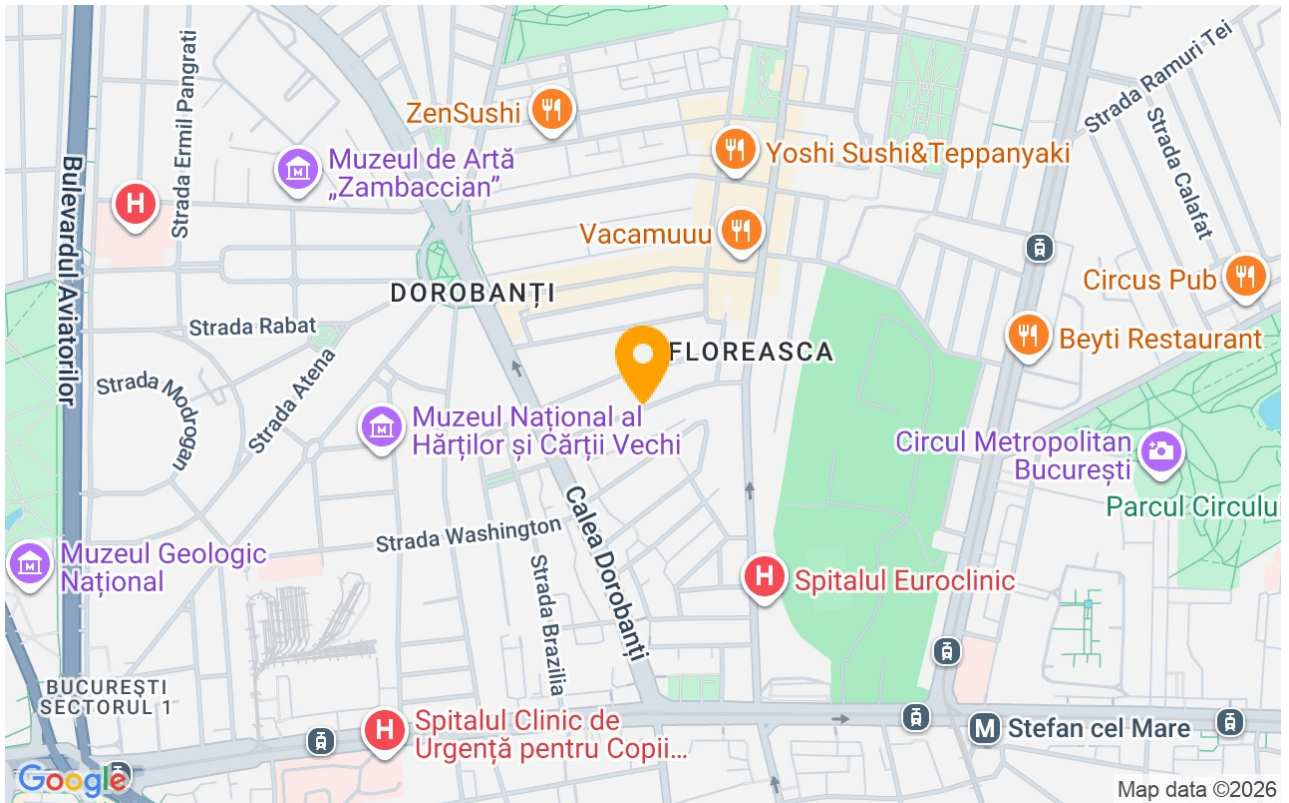 Strada Ermil Pangrati
ZenSushi
Strada Ramuri Tei
Strada Calafat
Muzeul de Artă
„Zambaccian”
Yoshi Sushi&Teppanyaki
H
Bulevardul Aviatorilor
Vacamuuu
Circus Pub
DOROBANȚI
Strada Rabat
Beyti Restaurant
FLOREASCA
Strada Atena
Strada Modrogan
Muzeul Național al
Hărților și Cărții Vechi
Circul Metropolitan
București
Parcul Circului
Calea Dorobanți
Strada Washington
Muzeul Geologic
Național
Strada Brazilia
H
Spitalul Euroclinic
BUCUREȘTI
SECTORUL 1
H
Spitalul Clinic de
Urgență pentru Copii...
M
Stefan cel Mare
Google
Map data ©2026